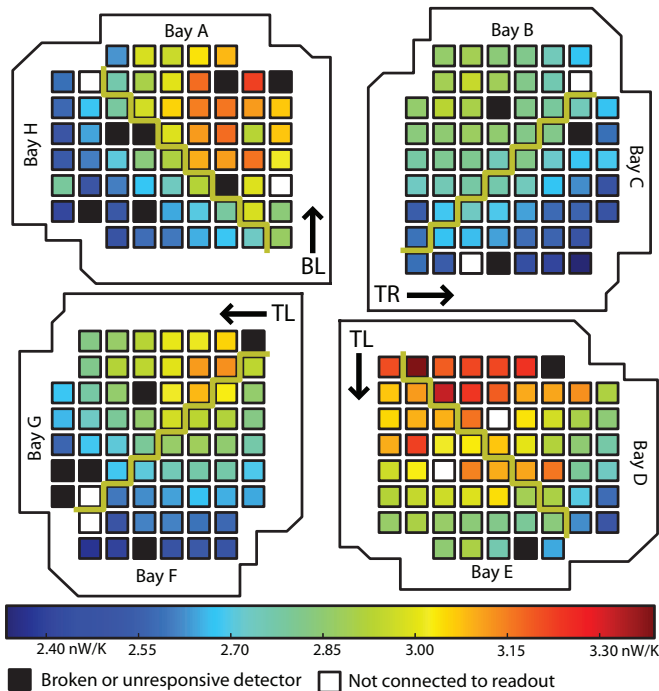 Bay A
Bay B
Bay H
Bay C
BL
TR
TL
TL
Bay G
Bay D
Bay F
Bay E
2.40 nW/K 2.55 2.70 2.85 3.00 3.15 3.30 nW/K
Broken or unresponsive detector Not connected to readout